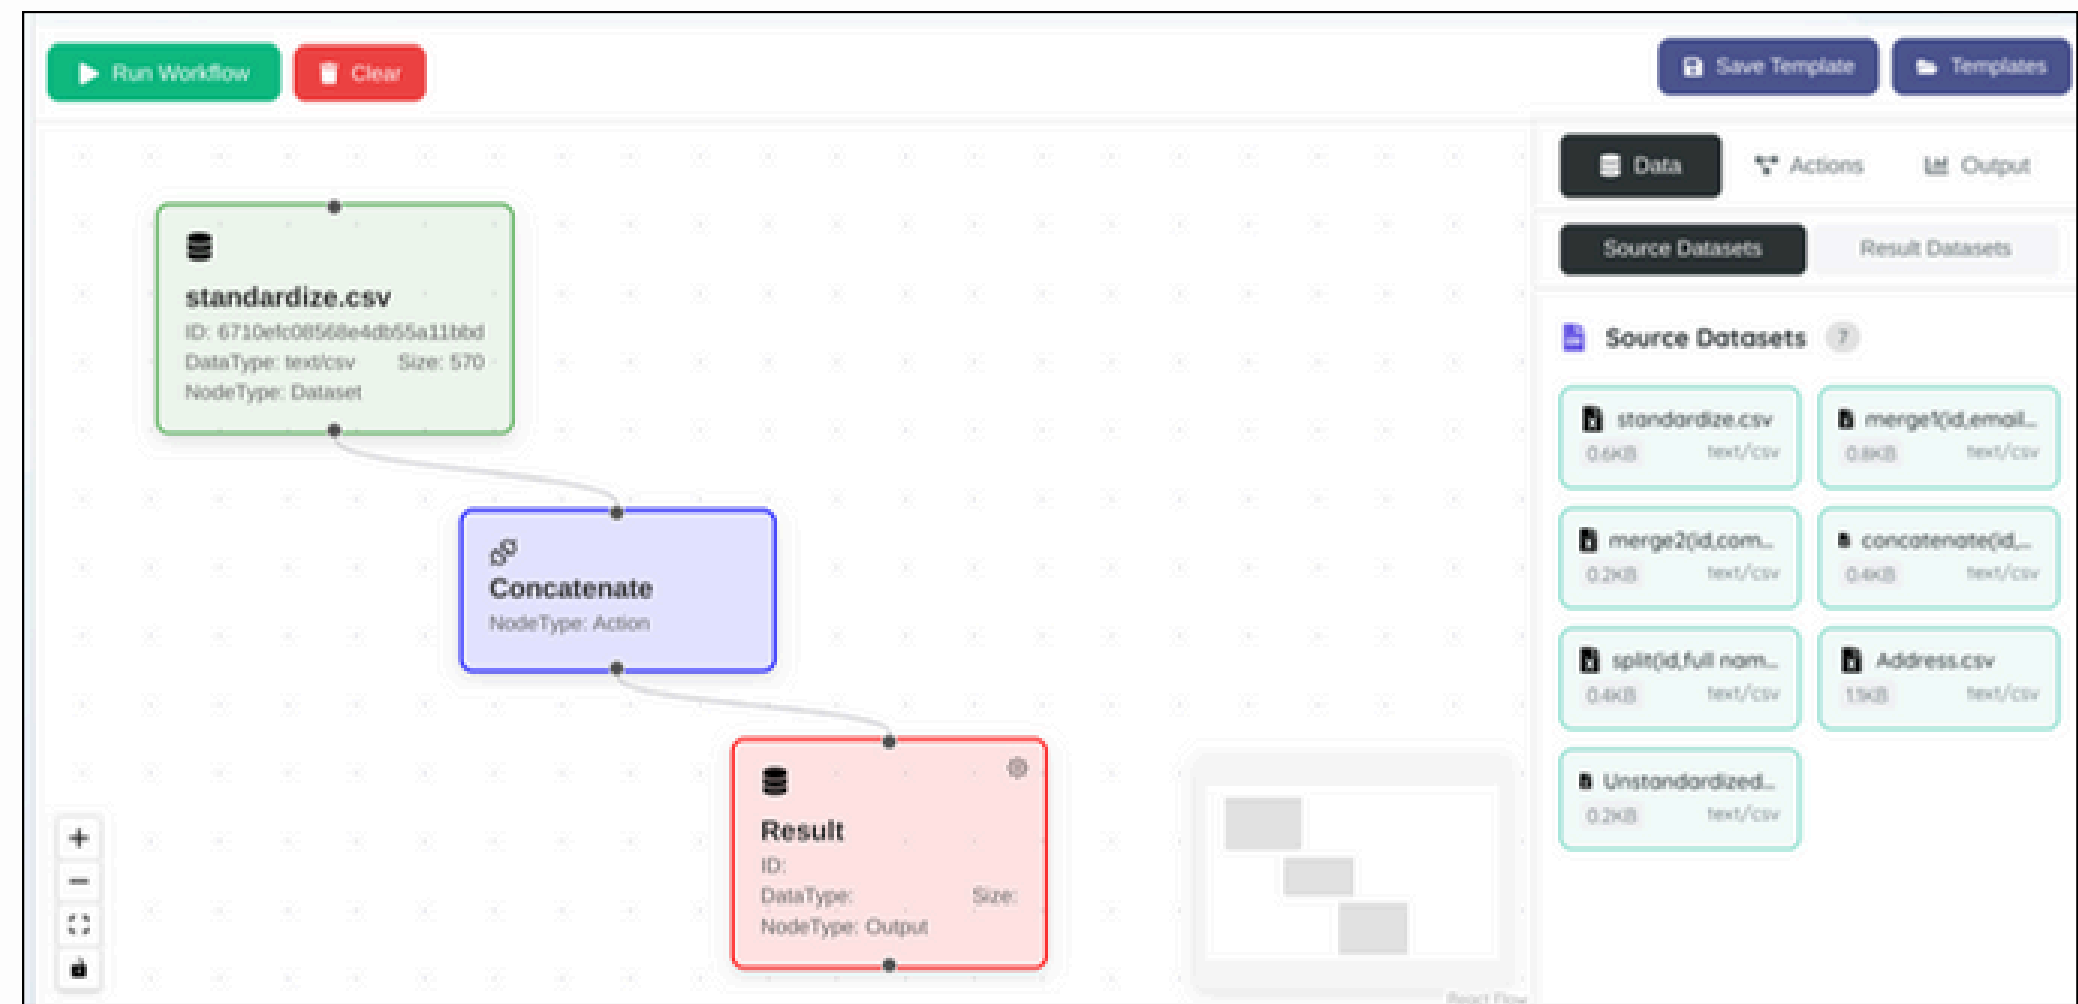 Run Workflow
Clear
Save Template
Templates
Data
Actions
Output
Source Datasets
Result Datasets
standardize.csv
ID: 6710efc08568e4db55a11bbd
DataType: text/csv Size: 570
NodeType: Dataset
Concatenate
NodeType: Action
Result
ID:
DataType: Size:
NodeType: Output
Source Datasets 7
standardize.csv
0.6KB text/csv
merge1(id,email...
0.8KB text/csv
merge2(id,com...
0.2KB text/csv
concatenate(id,...
0.4KB text/csv
split(id,full nam...
0.4KB text/csv
Address.csv
text/csv
Unstandardized...
0.2KB text/csv
React Flow